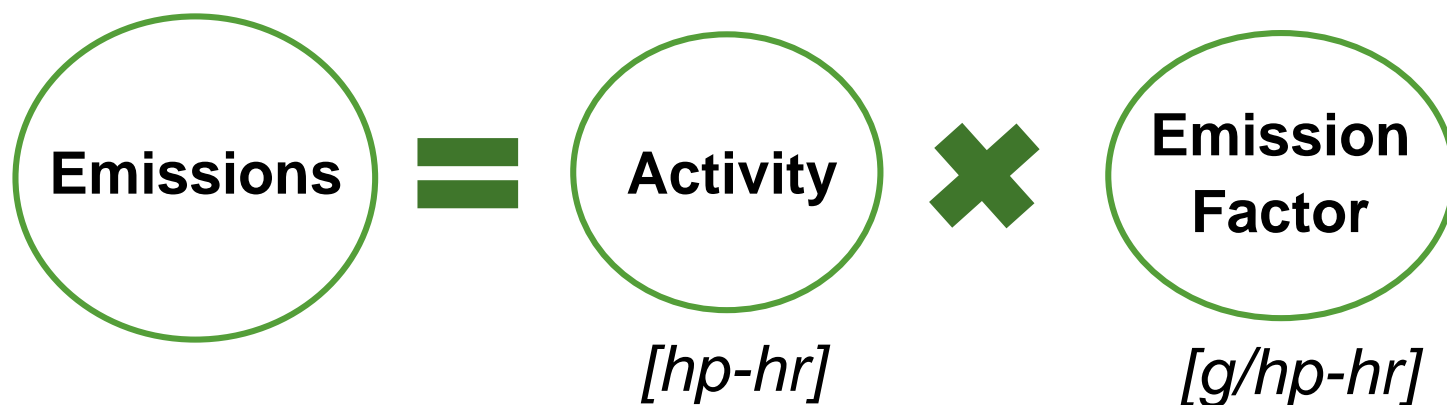 Emissions
Activity
Emission
Factor
[hp-hr]
[g/hp-hr]